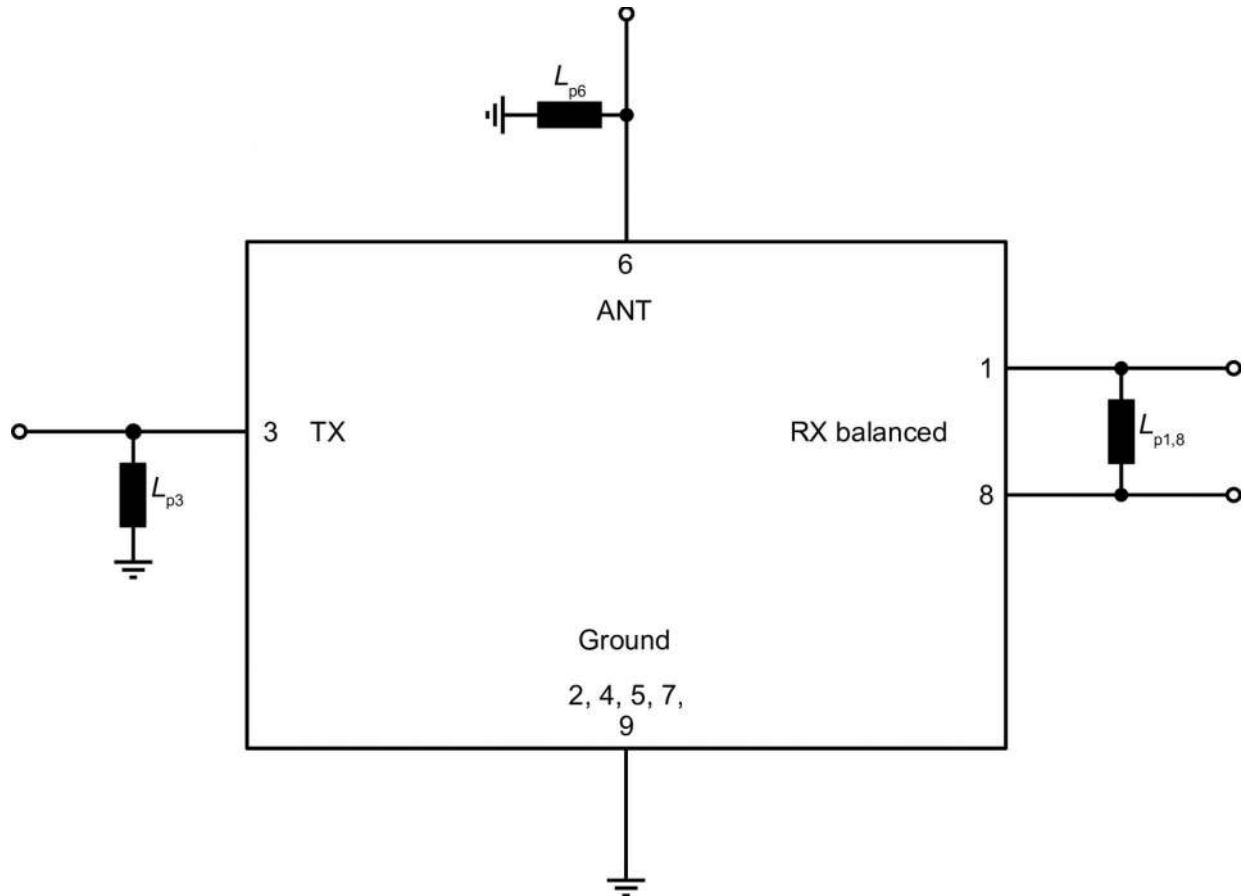 Lp6
6
ANT
1
3 TX
RX balanced
Lp1,8
Lp3
8
Ground
2, 4, 5, 7,
9